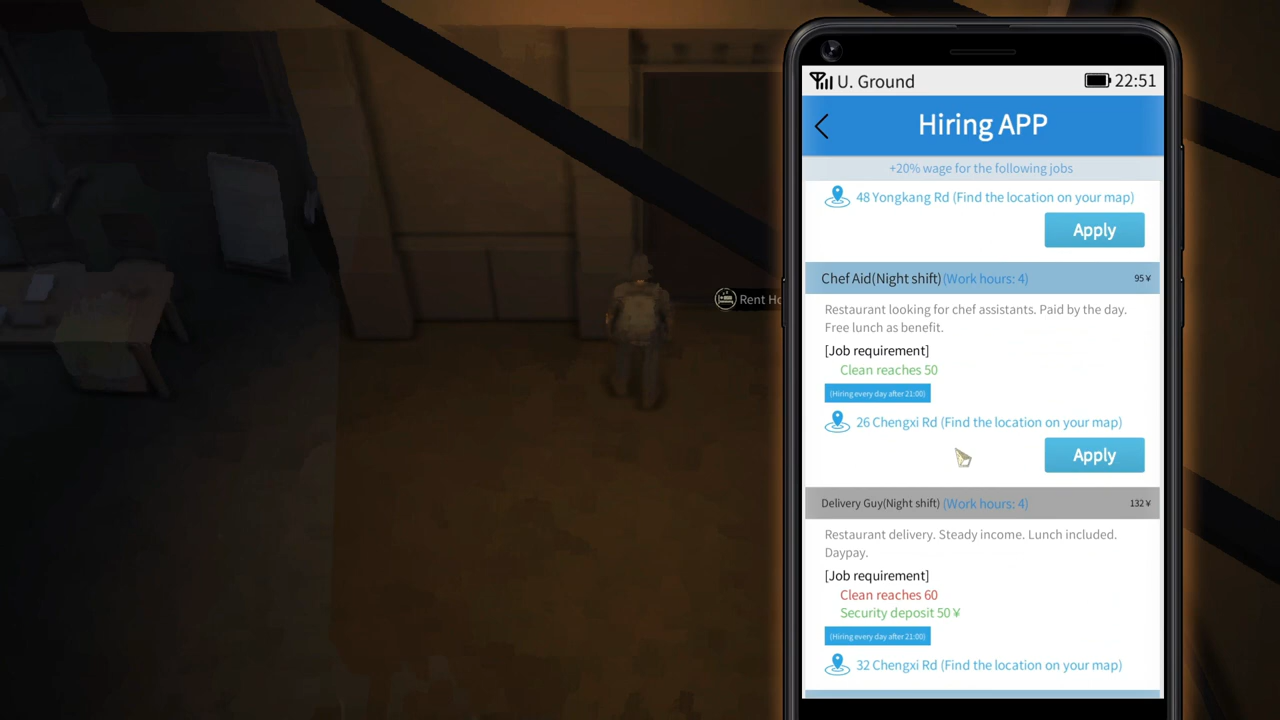 U. Ground 22:51
Hiring APP
+20% wage for the following jobs
48 Yongkang Rd (Find the location on your map)
Apply
Chef Aid(Night shift) (Work hours: 4) 95¥
Restaurant looking for chef assistants. Paid by the day.
Free lunch as benefit.
[Job requirement]
Clean reaches 50
(Hiring every day after 21:00)
26 Chengxi Rd (Find the location on your map)
Apply
Delivery Guy(Night shift) (Work hours: 4) 132¥
Restaurant delivery. Steady income. Lunch included.
Daypay.
[Job requirement]
Clean reaches 60
Security deposit 50 ¥
(Hiring every day after 21:00)
32 Chengxi Rd (Find the location on your map)
Rent